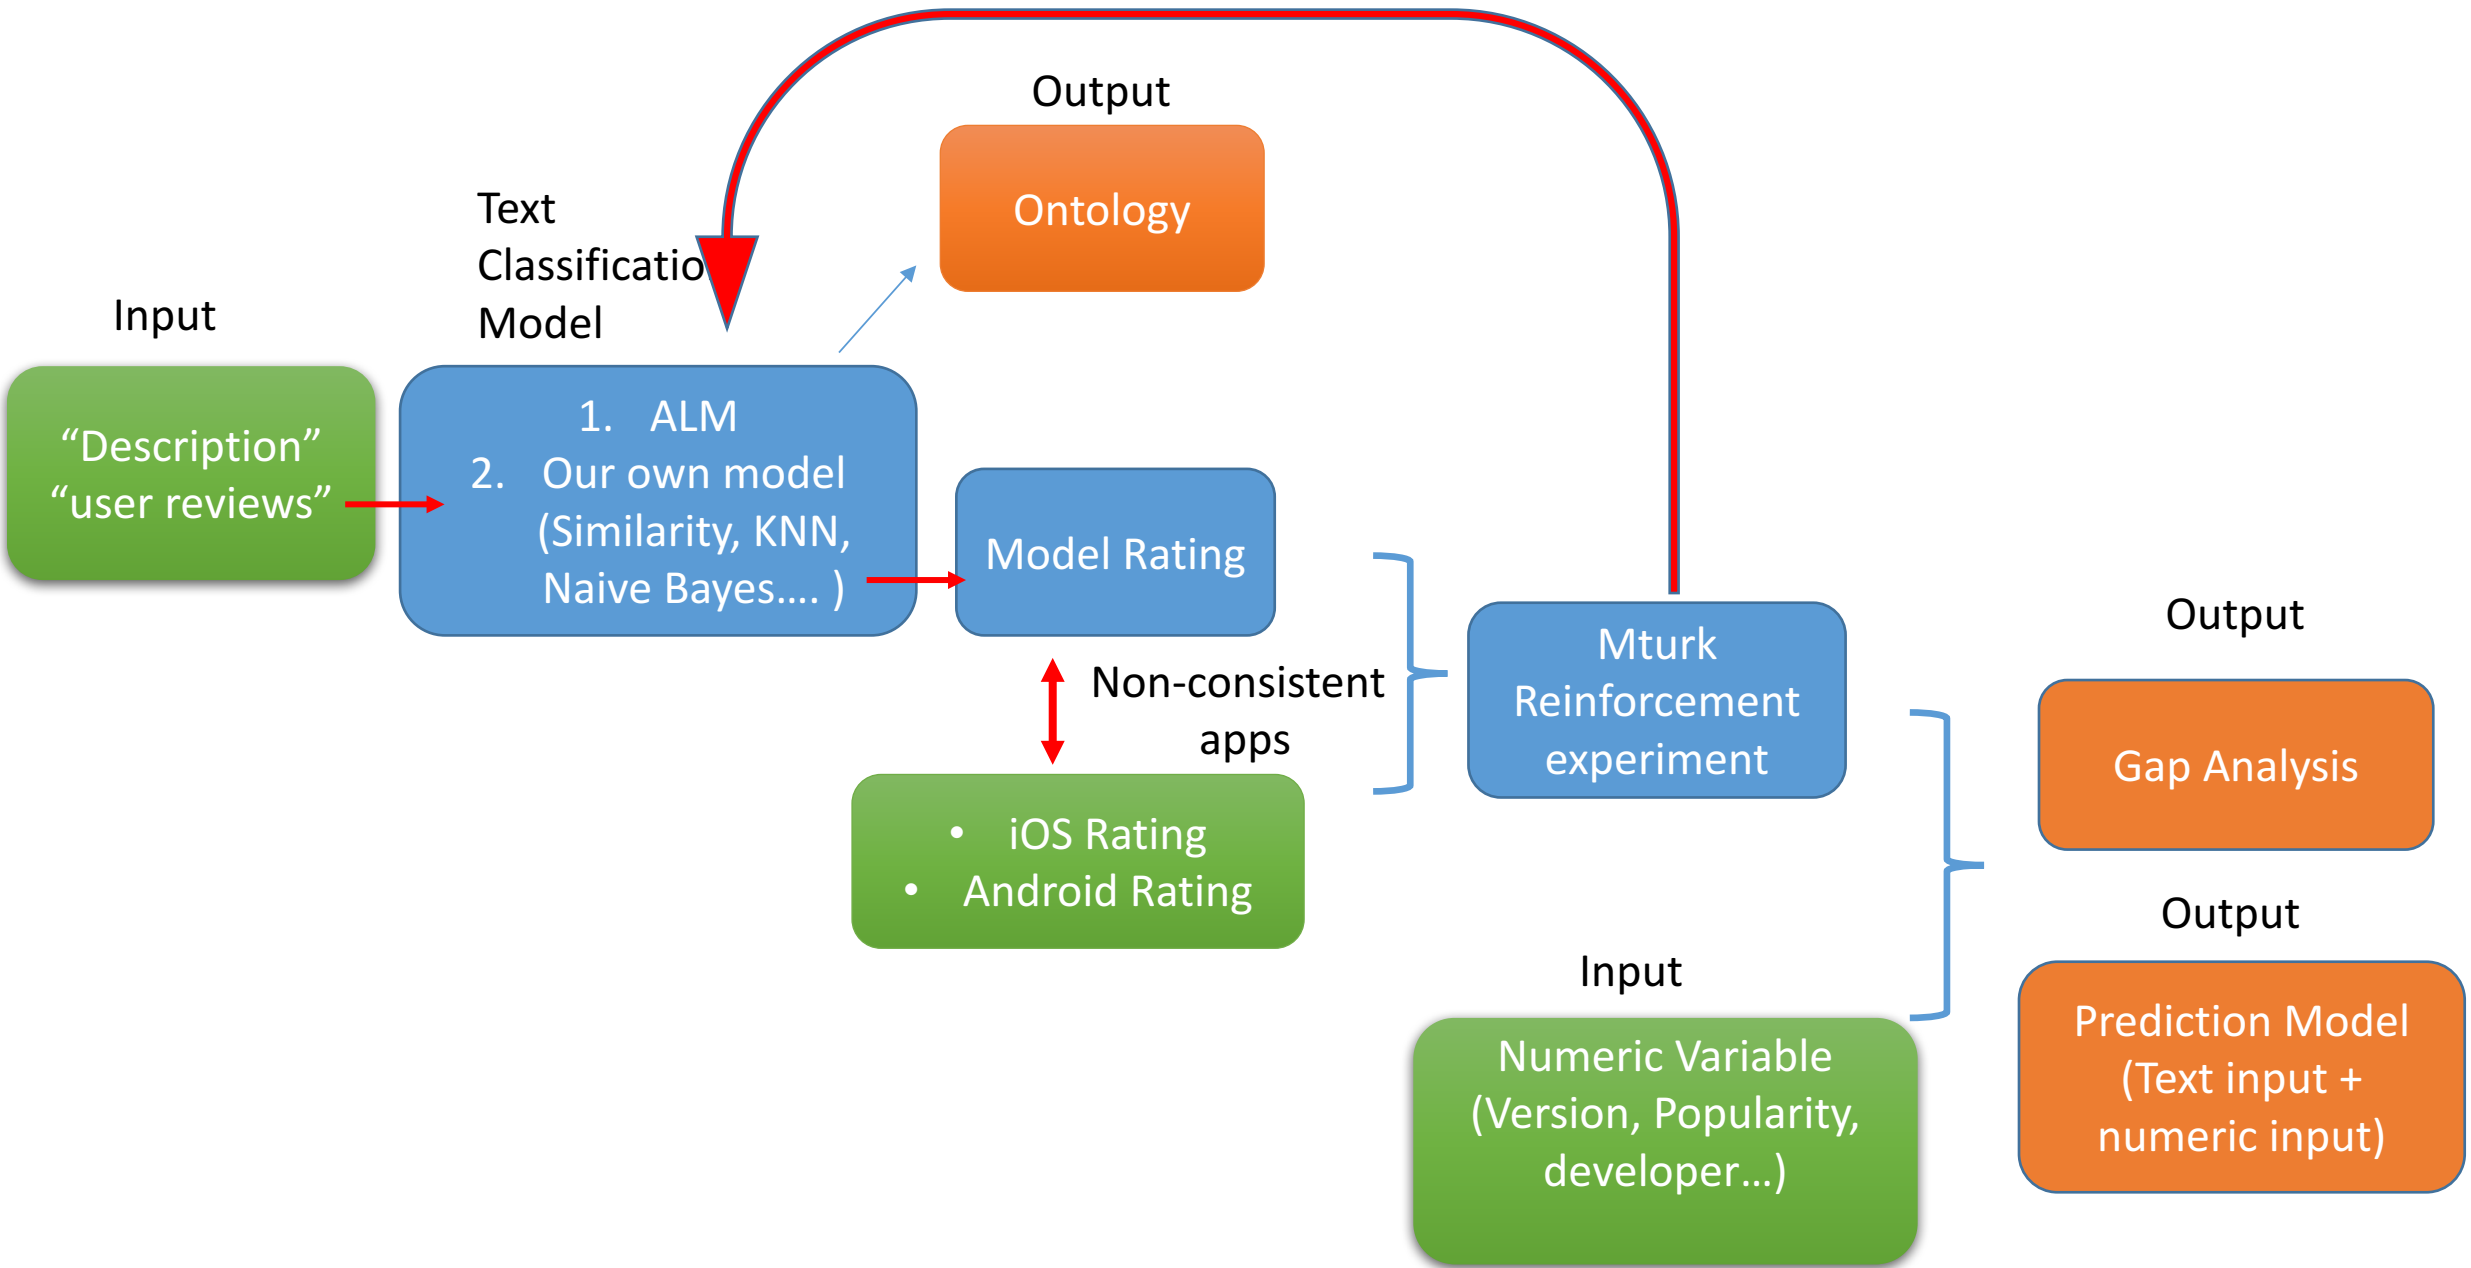 Output
Ontology
Text
Classificatio
Model
Input
“Description”
“user reviews”
1. ALM
2. Our own model
(Similarity, KNN,
Naive Bayes.... )
Model Rating
Non-consistent
apps
• iOS Rating
• Android Rating
Mturk
Reinforcement
experiment
Input
Numeric Variable
(Version, Popularity,
developer...)
Output
Gap Analysis
Output
Prediction Model
(Text input +
numeric input)